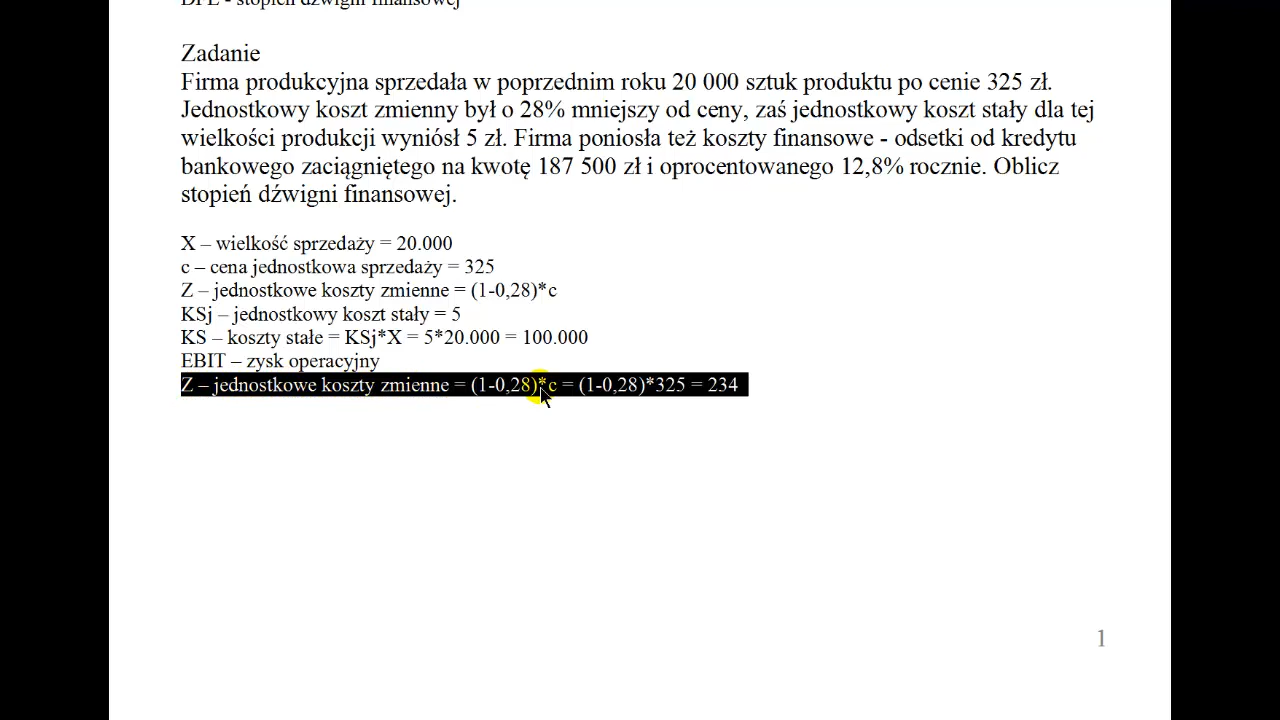 DFL - stopień dźwigni finansowej
Zadanie
Firma produkcyjna sprzedała w poprzednim roku 20 000 sztuk produktu po cenie 325 zł.
Jednostkowy koszt zmienny był o 28% mniejszy od ceny, zaś jednostkowy koszt stały dla tej
wielkości produkcji wyniósł 5 zł. Firma poniosła też koszty finansowe - odsetki od kredytu
bankowego zaciągniętego na kwotę 187 500 zł i oprocentowanego 12,8% rocznie. Oblicz
stopień dźwigni finansowej.
X – wielkość sprzedaży = 20.000
c – cena jednostkowa sprzedaży = 325
Z – jednostkowe koszty zmienne = (1-0,28)*c
KSj – jednostkowy koszt stały = 5
KS – koszty stałe = KSj*X = 5*20.000 = 100.000
EBIT – zysk operacyjny
Z – jednostkowe koszty zmienne = (1-0,28)*c = (1-0,28)*325 = 234
1